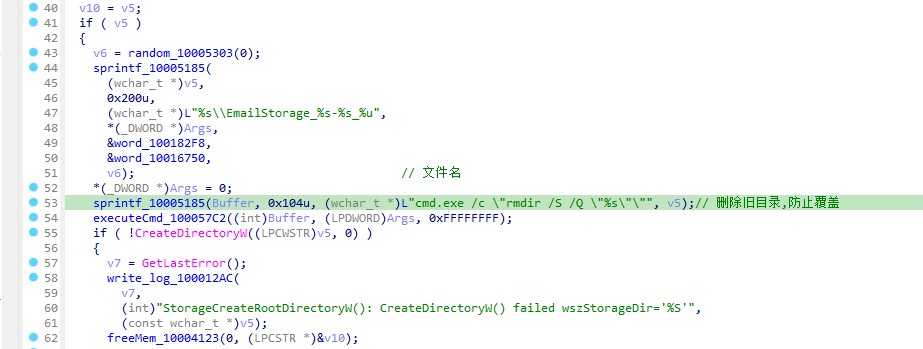 40 v10 = v5;
41 if ( v5 )
42 {
43 v6 = random_10005303(0);
44 sprintf_10005185(
45 (wchar_t *)v5,
46 0x200u,
47 (wchar_t *)L"%s\\EmailStorage_%s-%s_%u",
48 *(_DWORD *)Args,
49 &word_100182F8,
50 &word_10016750,
51 v6); // 文件名
52 *(_DWORD *)Args = 0;
53 sprintf_10005185(Buffer, 0x104u, (wchar_t *)L"cmd.exe /c \"rmdir /S /Q \"%s\"\"", v5);// 删除旧目录,防止覆盖
54 executeCmd_100057C2((int)Buffer, (LPDWORD)Args, 0xFFFFFFFF);
55 if ( !CreateDirectoryW((LPCWSTR)v5, 0) )
56 {
57 v7 = GetLastError();
58 write_log_100012AC(
59 v7,
60 (int)"StorageCreateRootDirectoryW(): CreateDirectoryW() failed wszStorageDir='%S'",
61 (const wchar_t *)v5);
62 freeMem_10004123(0, (LPCSTR *)&v10);